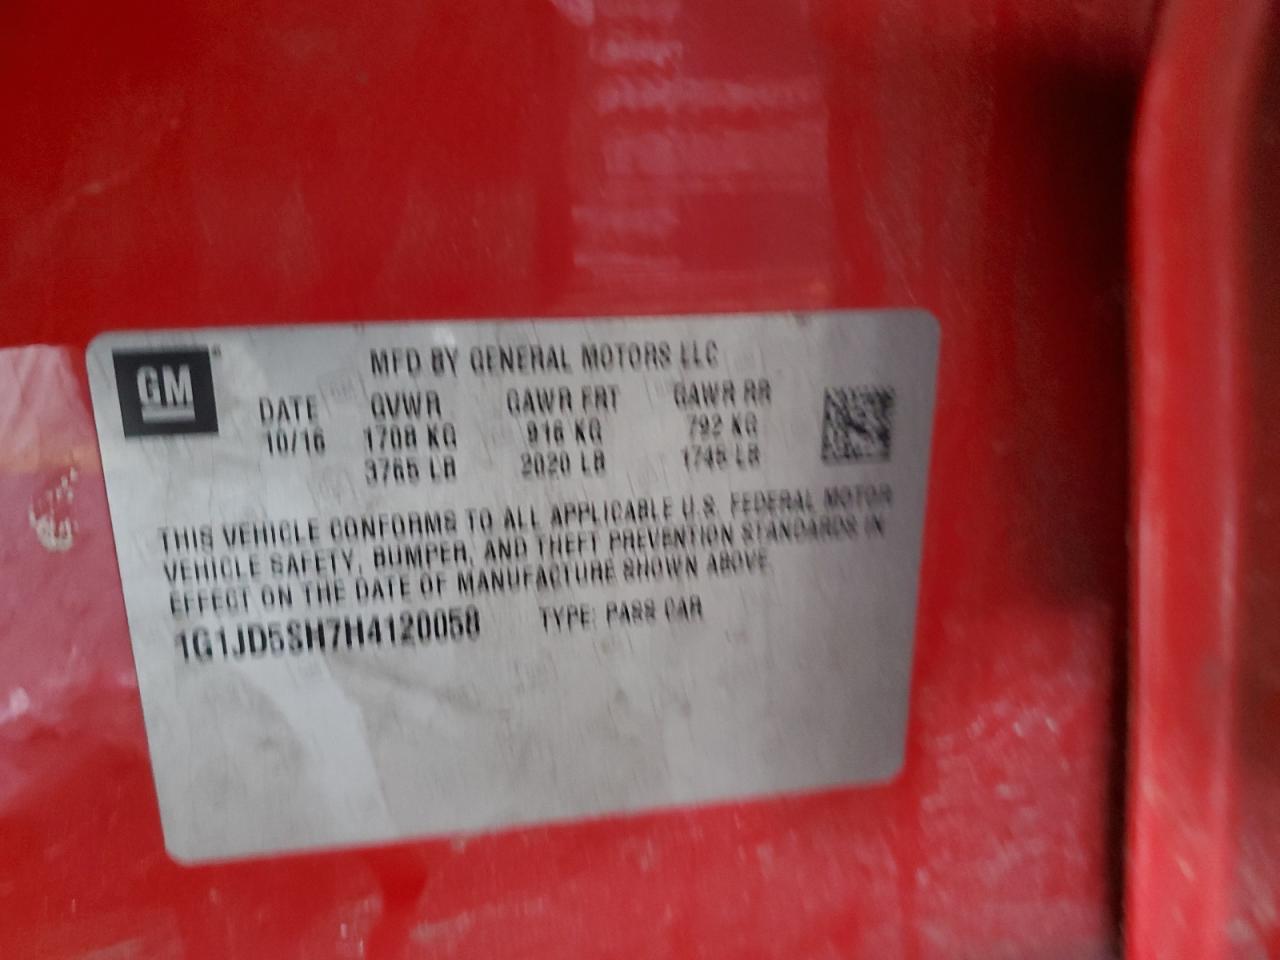 GM
MFD BY GENERAL MOTORS LLC
DATE GVWR GAWR FRT GAWR RR
10/16 1708 KG 916 KG 792 KG
3765 LB 2020 LB 1745 LB
THIS VEHICLE CONFORMS TO ALL APPLICABLE U.S. FEDERAL MOTOR
VEHICLE SAFETY, BUMPER, AND THEFT PREVENTION STANDARDS IN
EFFECT ON THE DATE OF MANUFACTURE SHOWN ABOVE.
1G1JD5SH7H4120058 TYPE: PASS CAR